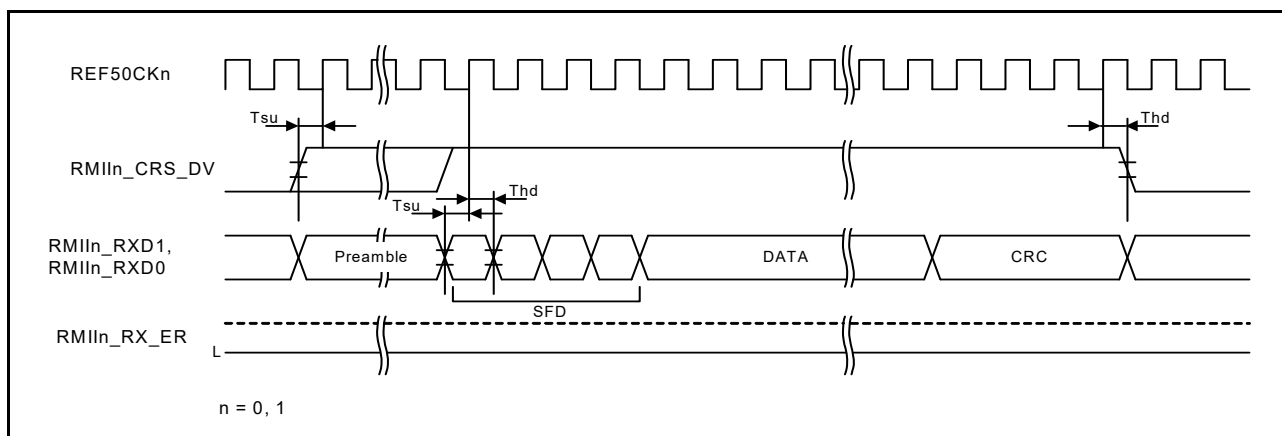 REF50CKn
Tsu
Thd
RMIIn_CRS_DV
Tsu
Thd
RMIIn_RXD1,
RMIIn_RXD0
Preamble
DATA
CRC
SFD
RMIIn_RX_ER
L
n = 0, 1